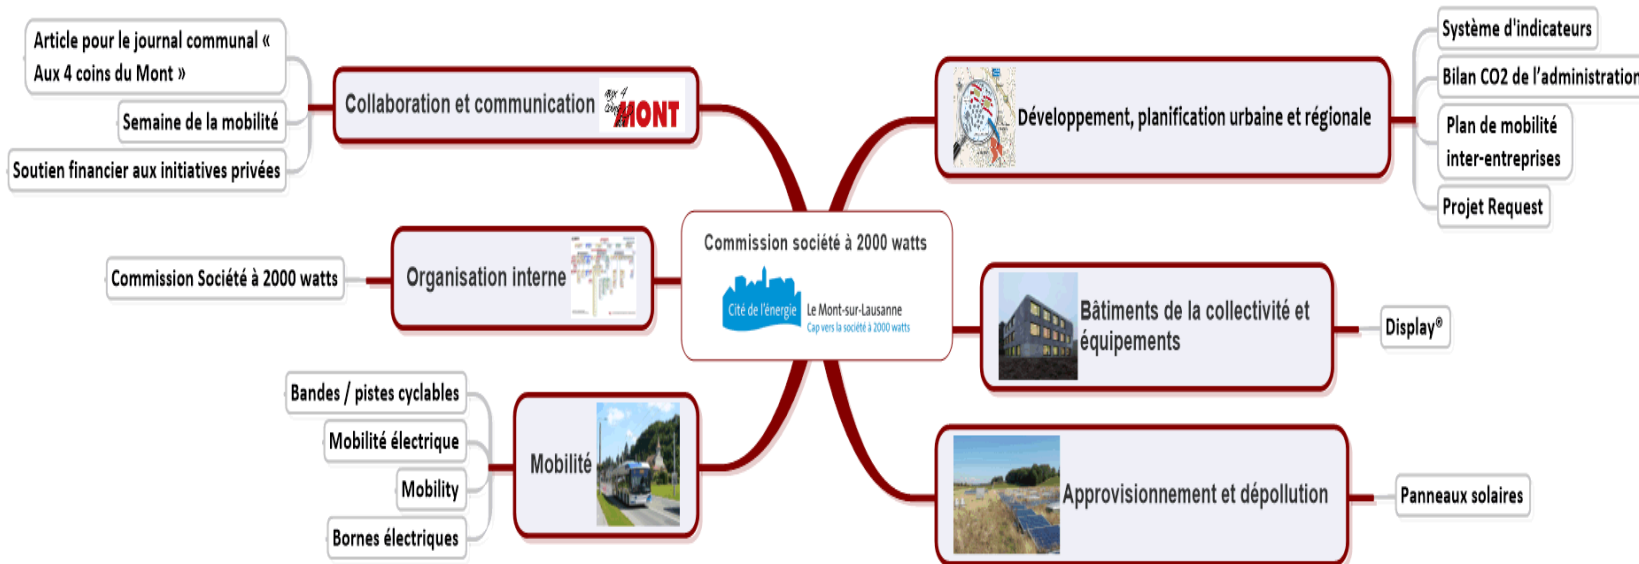 Article pour le journal communal «
Aux 4 coins du Mont »
Semaine de la mobilité
Soutien financier aux initiatives privées
Collaboration et communication
aux 4
MONT
Commission Société à 2000 watts
Organisation interne
Bandes / pistes cyclables
Mobilité électrique
Mobility
Bornes électriques
Mobilité
Commission société à 2000 watts
Cité de l'énergie
Le Mont-sur-Lausanne
Cap vers la société à 2000 watts
Développement, planification urbaine et régionale
Système d'indicateurs
Bilan CO2 de l'administration
Plan de mobilité
inter-entreprises
Projet Request
Bâtiments de la collectivité et
équipements
Display®
Approvisionnement et dépollution
Panneaux solaires